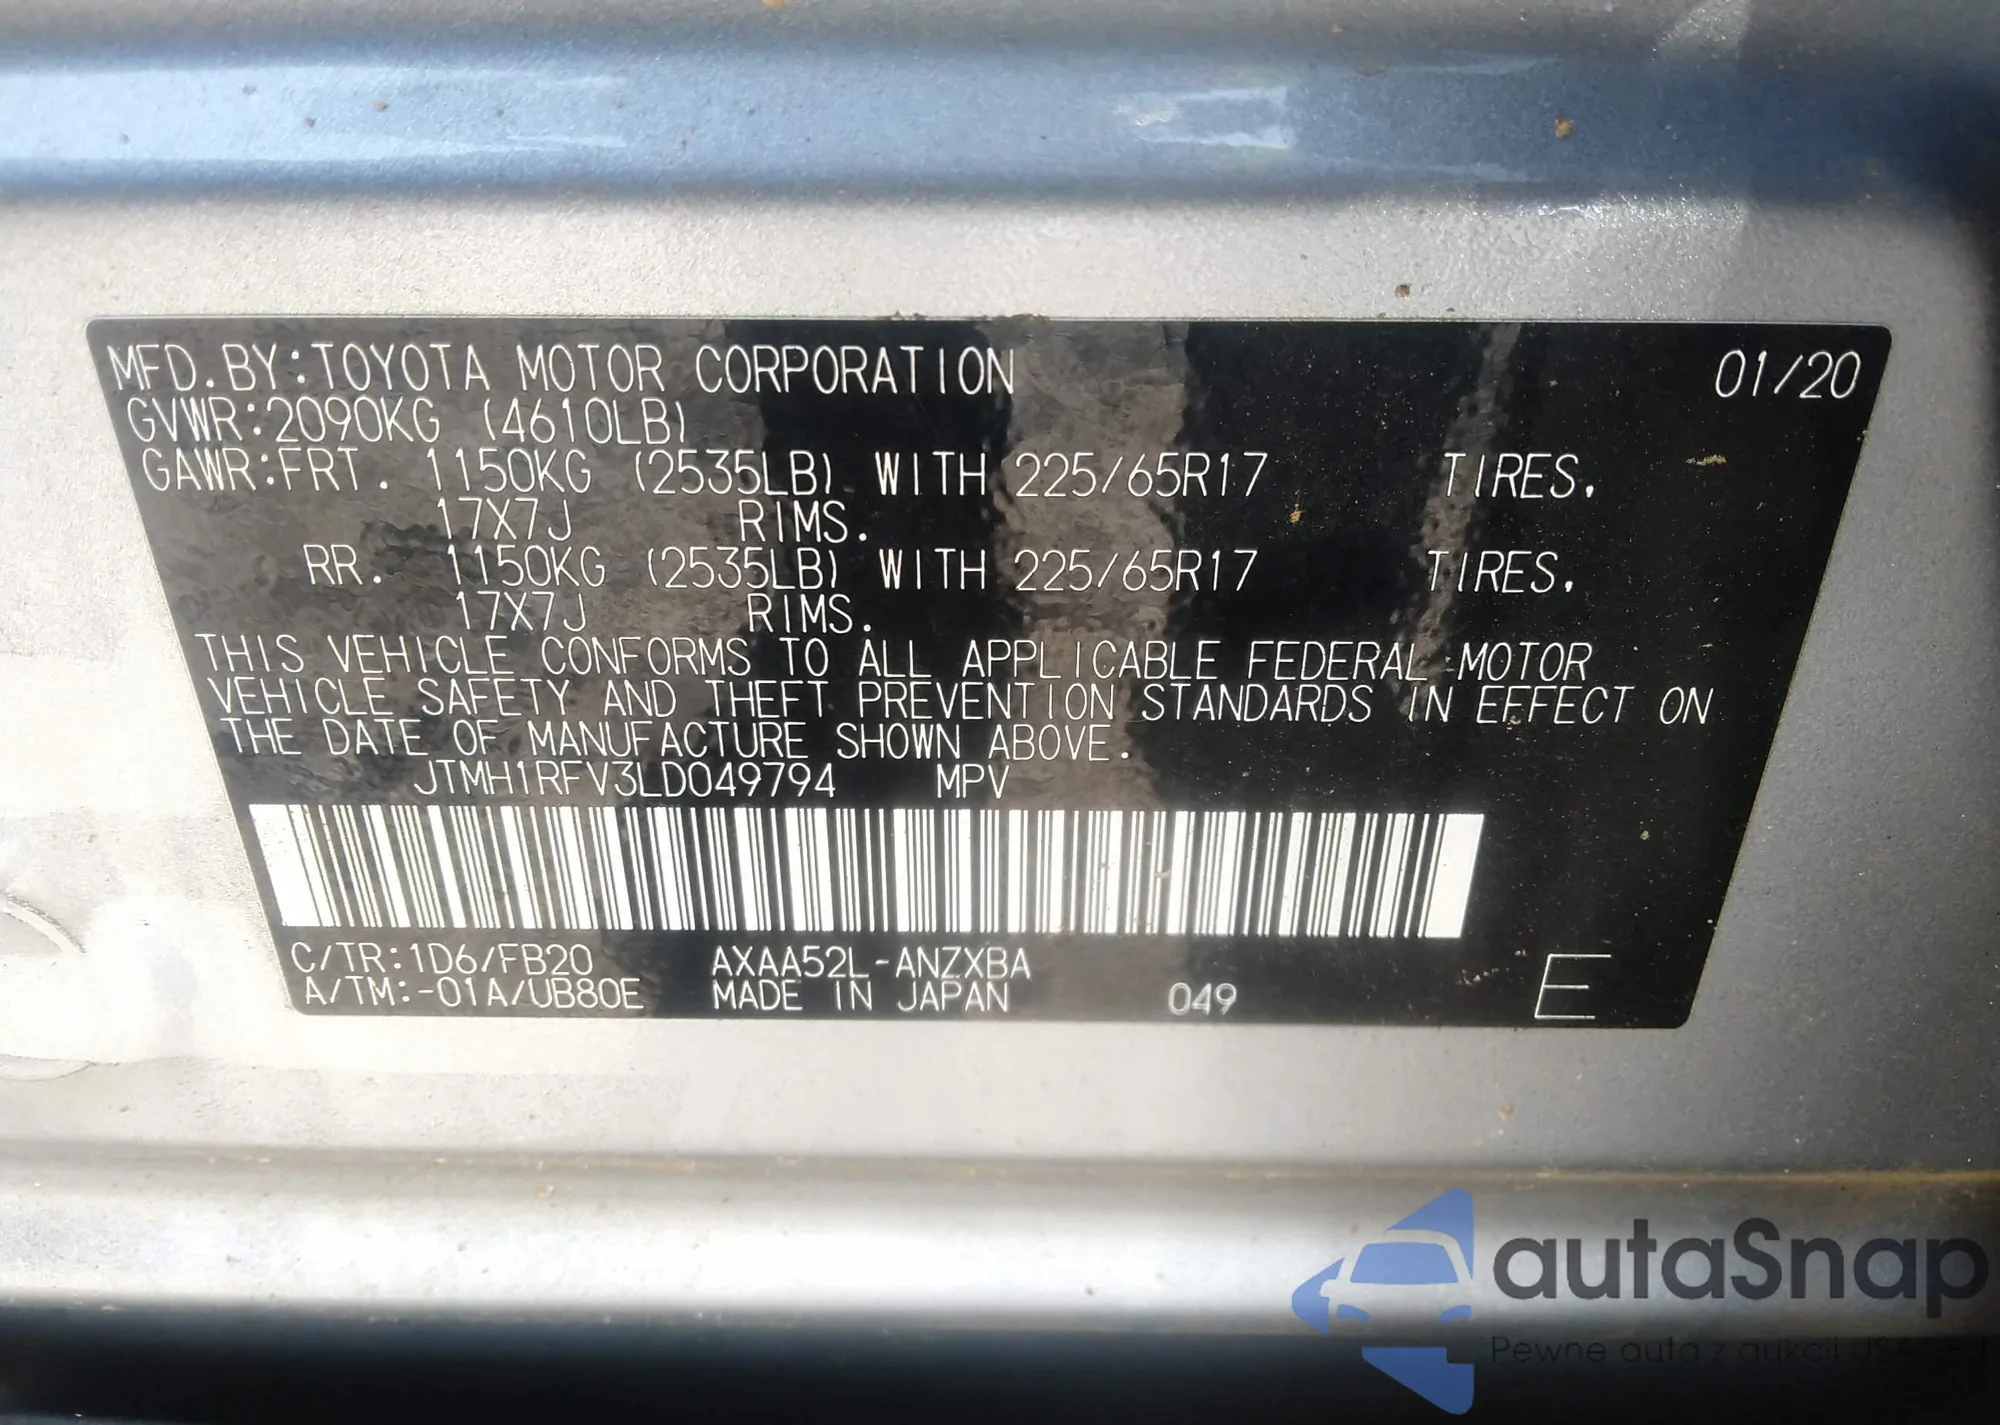 MFD.BY:TOYOTA MOTOR CORPORATION 01/20
GVWR:2090KG (4610LB)
GAWR:FRT. 1150KG (2535LB) WITH 225/65R17 TIRES,
17X7J RIMS.
RR. 1150KG (2535LB) WITH 225/65R17 TIRES,
17X7J RIMS.
THIS VEHICLE CONFORMS TO ALL APPLICABLE FEDERAL MOTOR
VEHICLE SAFETY AND THEFT PREVENTION STANDARDS IN EFFECT ON
THE DATE OF MANUFACTURE SHOWN ABOVE.
JTMH1RFV3LD049794 MPV
C/TR:1D6/FB20 AXAA52L-ANZXBA
A/TM:-01A/UB80E MADE IN JAPAN 049 E
autaSnap
Pewne auta z aukcji